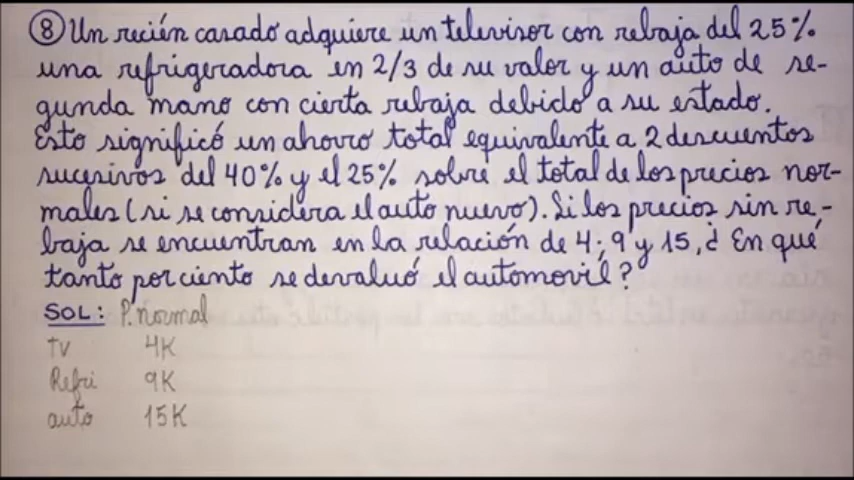 ⑧ Un recién casado adquiere un televisor con rebaja del 25%
una refrigeradora en 2/3 de su valor y un auto de se-
gunda mano con cierta rebaja debido a su estado.
Esto significó un ahorro total equivalente a 2 descuentos
sucesivos del 40% y el 25% sobre el total de los precios nor-
males (si se considera el auto nuevo). Si los precios sin re-
baja se encuentran en la relación de 4; 9 y 15, ¿ En qué
tanto por ciento se devaluó el automovil?
SOL: P. normal
TV 4K
Refri 9K
auto 15K